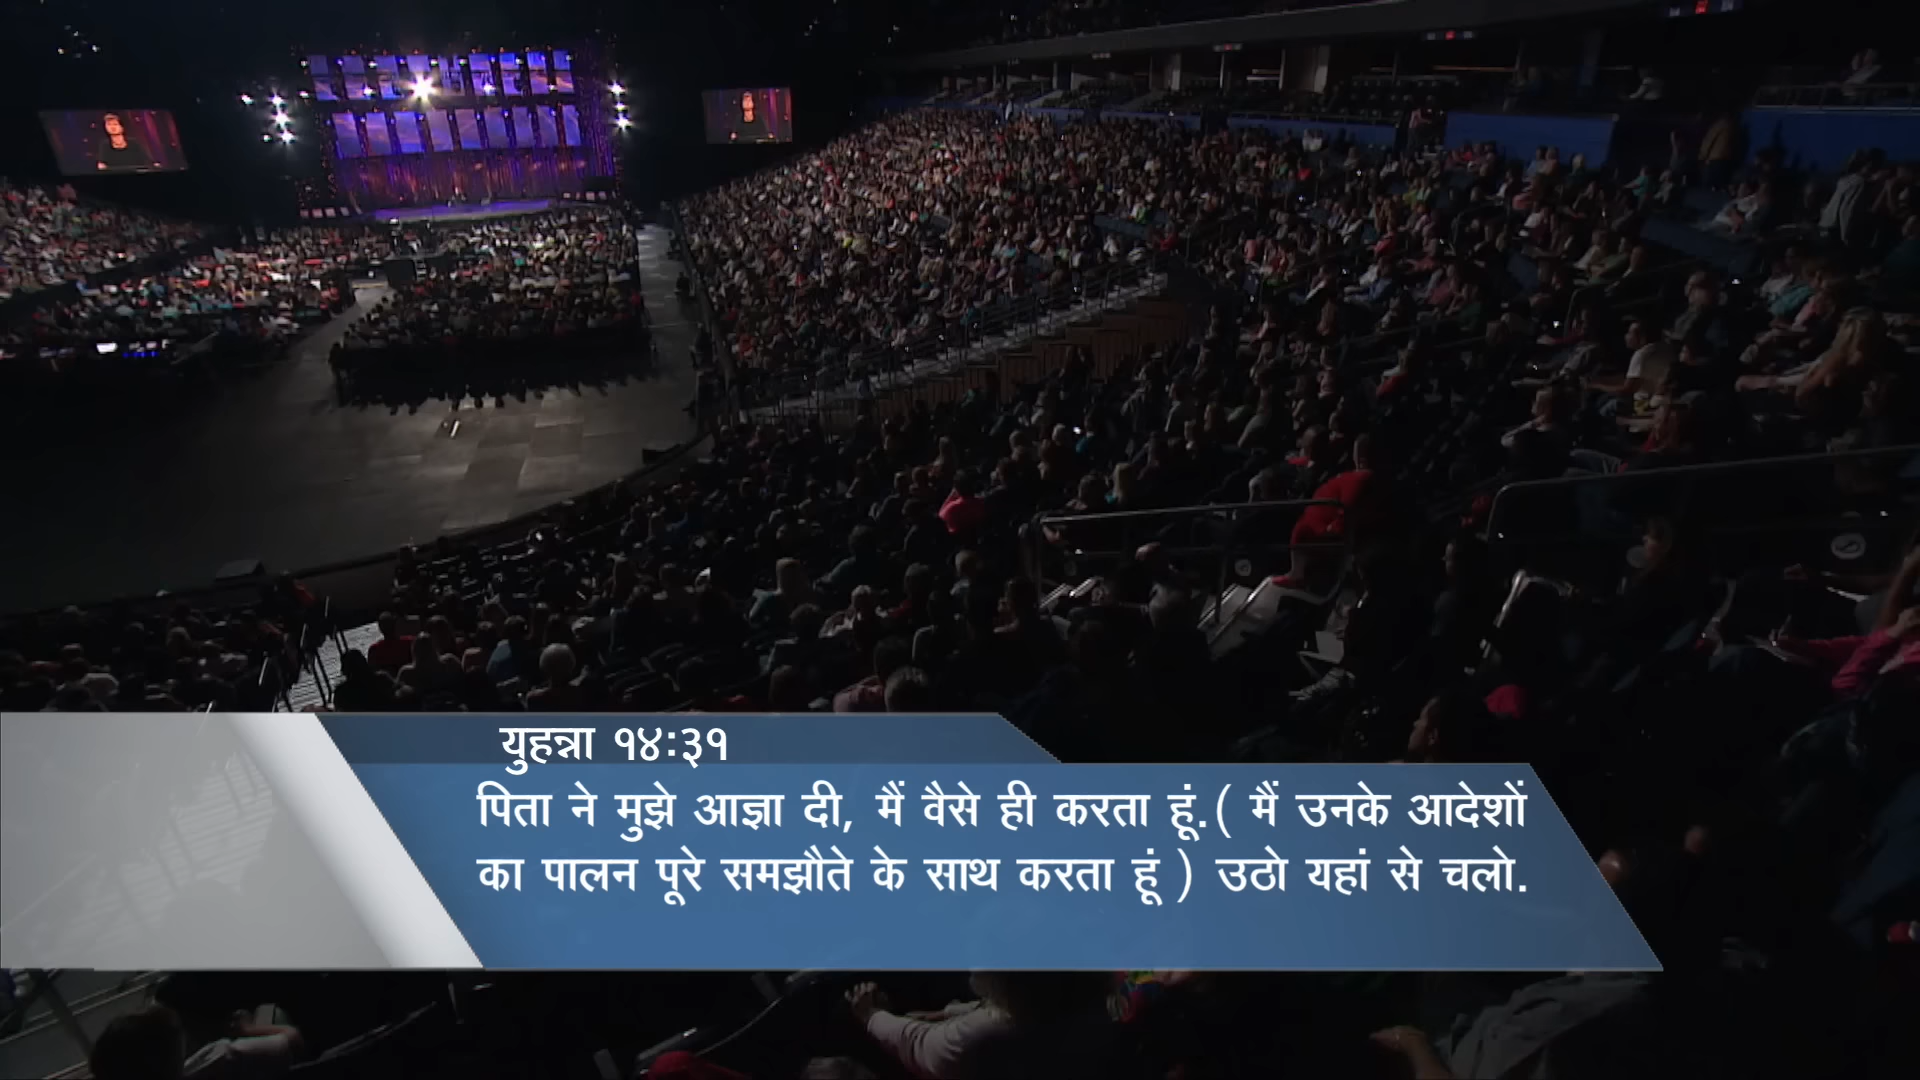 युहन्ना १४:३१
पिता ने मुझे आज्ञा दी, मैं वैसे ही करता हूं.( मैं उनके आदेशों
का पालन पूरे समझौते के साथ करता हूं ) उठो यहां से चलो.